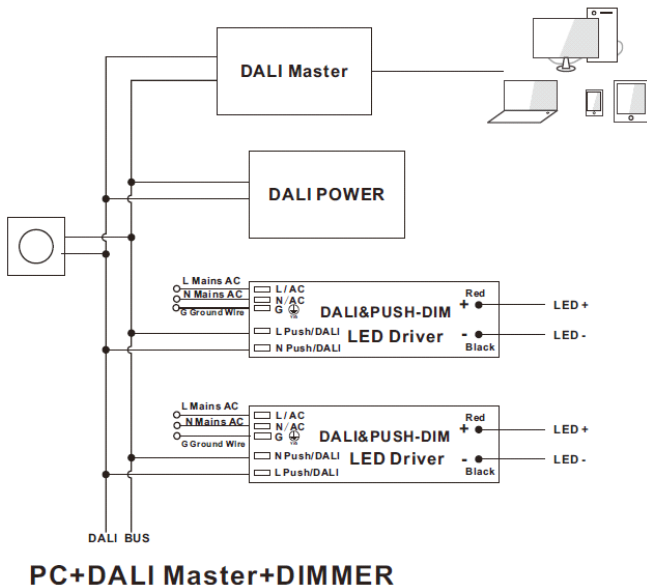 DALI Master
DALI POWER
L Mains AC
N Mains AC
G Ground Wire
L/AC
N/AC
G
L Push/DALI
N Push/DALI
DALI&PUSH-DIM
LED Driver
Red
+
-
Black
LED +
LED -
L Mains AC
N Mains AC
G Ground Wire
L/AC
N/AC
G
N Push/DALI
L Push/DALI
DALI&PUSH-DIM
LED Driver
Red
+
-
Black
LED +
LED -
DALI BUS
PC+DALI Master+DIMMER